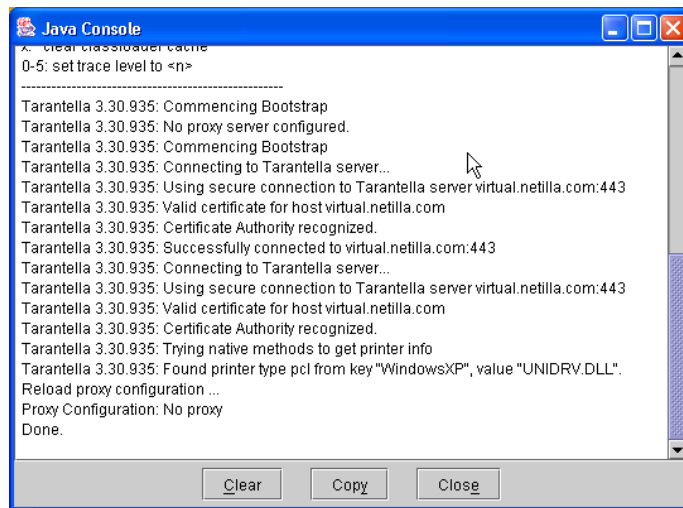 Java Console
x: clear classloader cache
0-5: set trace level to <n>
----------------------------------------------------
Tarantella 3.30.935: Commencing Bootstrap
Tarantella 3.30.935: No proxy server configured.
Tarantella 3.30.935: Commencing Bootstrap
Tarantella 3.30.935: Connecting to Tarantella server...
Tarantella 3.30.935: Using secure connection to Tarantella server virtual.netilla.com:443
Tarantella 3.30.935: Valid certificate for host virtual.netilla.com
Tarantella 3.30.935: Certificate Authority recognized.
Tarantella 3.30.935: Successfully connected to virtual.netilla.com:443
Tarantella 3.30.935: Connecting to Tarantella server...
Tarantella 3.30.935: Using secure connection to Tarantella server virtual.netilla.com:443
Tarantella 3.30.935: Valid certificate for host virtual.netilla.com
Tarantella 3.30.935: Certificate Authority recognized.
Tarantella 3.30.935: Trying native methods to get printer info
Tarantella 3.30.935: Found printer type pcl from key "WindowsXP", value "UNIDRV.DLL".
Reload proxy configuration ...
Proxy Configuration: No proxy
Done.
Clear Copy Close